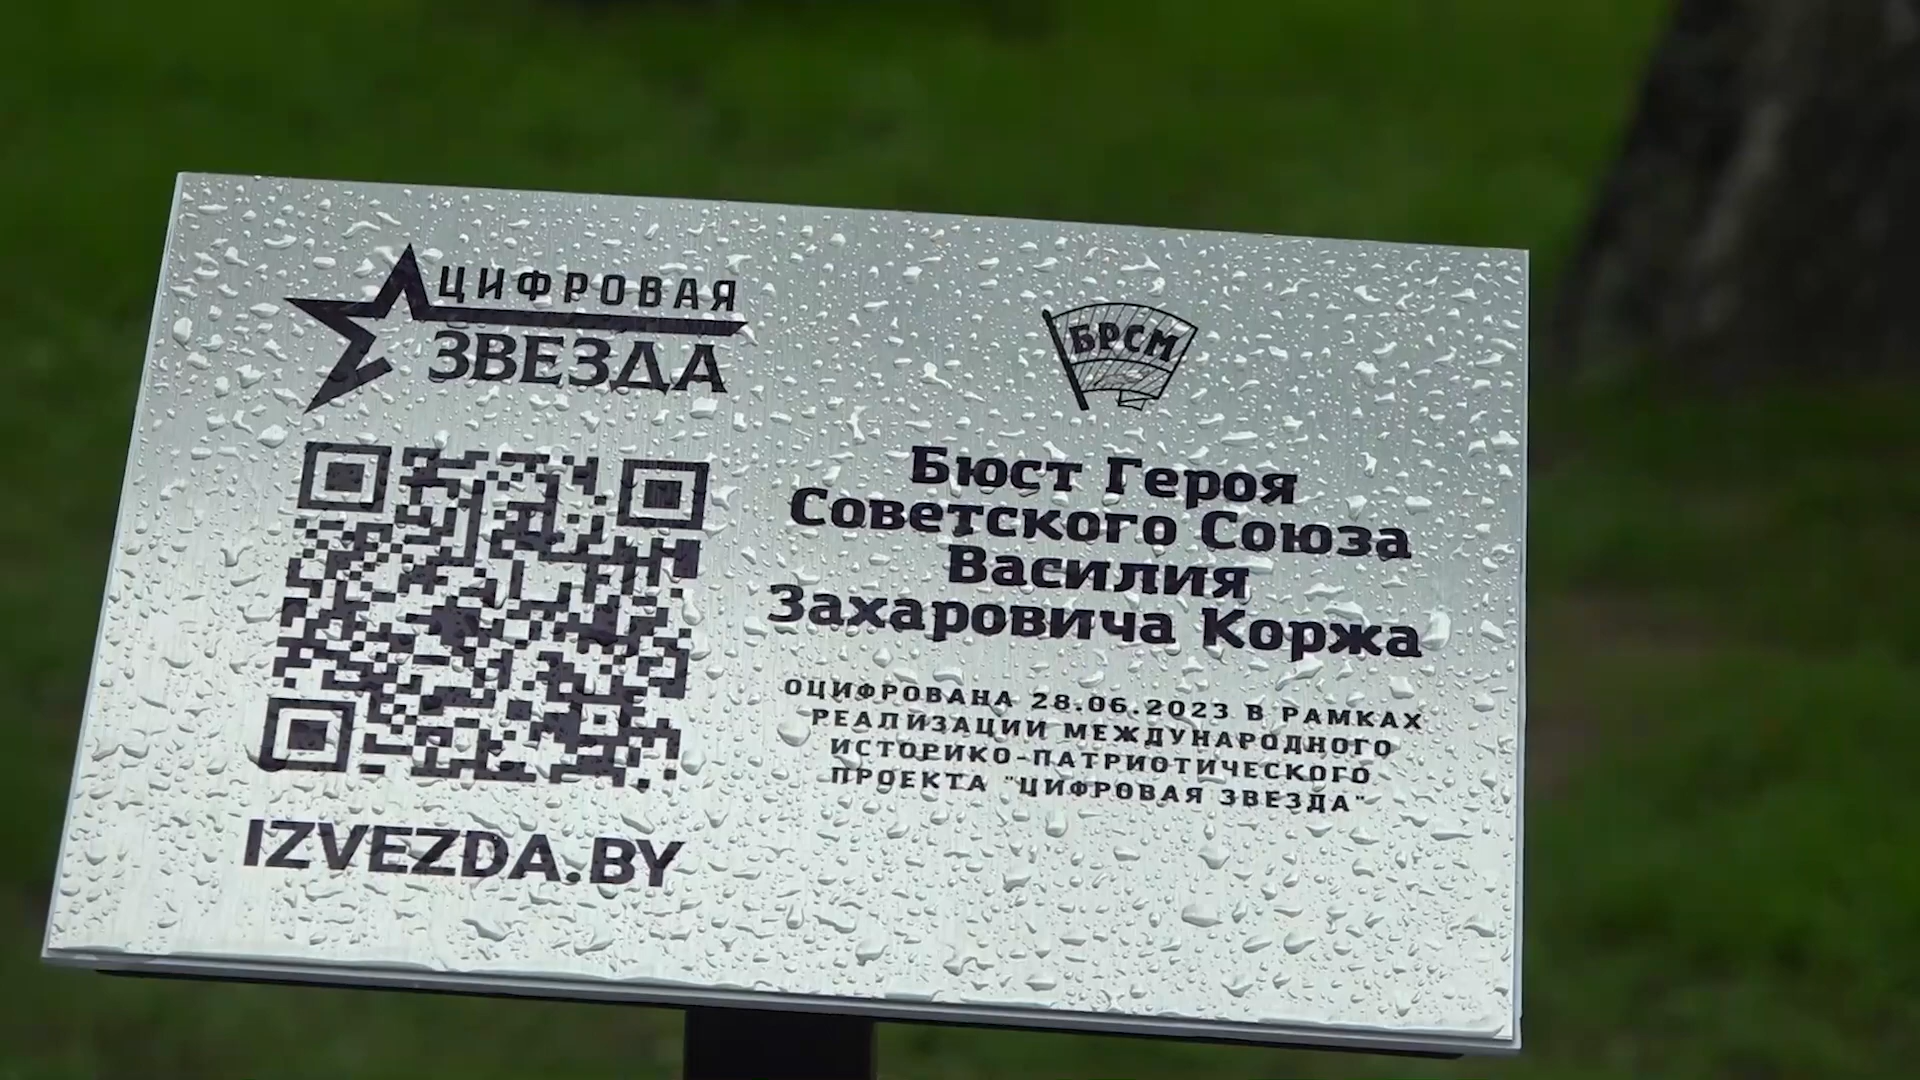 ЦИФРОВАЯ
ЗВЕЗДА
БРСМ
Бюст Героя
Советского Союза
Василия
Захаровича Коржа
ОЦИФРОВАНА 28.06.2023 В РАМКАХ
РЕАЛИЗАЦИИ МЕЖДУНАРОДНОГО
ИСТОРИКО-ПАТРИОТИЧЕСКОГО
ПРОЕКТА "ЦИФРОВАЯ ЗВЕЗДА"
IZVEZDA.BY